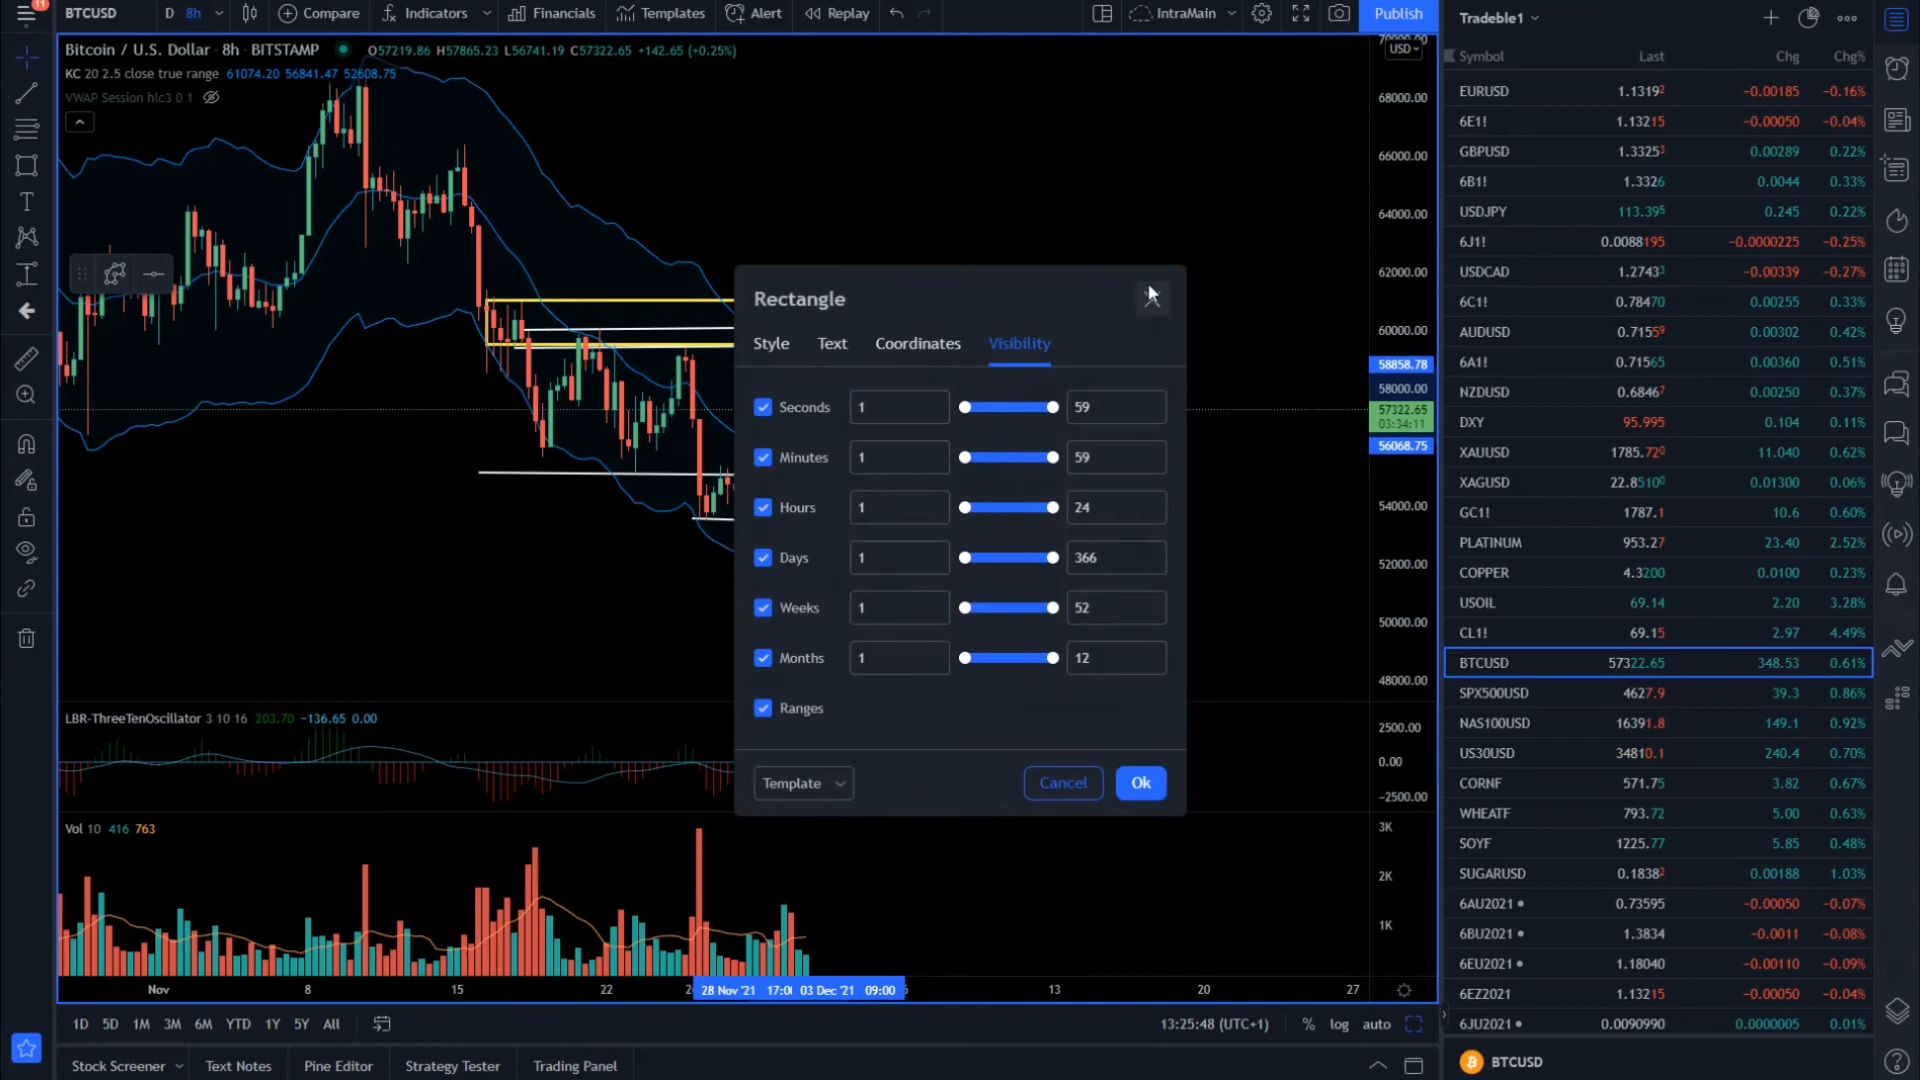 11
BTCUSD D 8h Compare Indicators Financials Templates Alert Replay IntraMain Publish
Bitcoin / U.S. Dollar · 8h · BITSTAMP O57219.86 H57865.23 L56741.19 C57322.65 +142.65 (+0.25%)
KC 20 2.5 close true range 61074.20 56841.47 52608.75
VWAP Session hlc3 0 1
USD
68000.00
66000.00
64000.00
62000.00
60000.00
58858.78
58000.00
57322.65
03:34:11
56068.75
54000.00
52000.00
50000.00
48000.00
Rectangle
Style Text Coordinates Visibility
Seconds 1 59
Minutes 1 59
Hours 1 24
Days 1 366
Weeks 1 52
Months 1 12
Ranges
Template Cancel Ok
LBR-ThreeTenOscillator 3 10 16 203.70 −136.65 0.00
2500.00
0.00
−2500.00
Vol 10 416 763
3K
2K
1K
Nov 8 15 22 28 Nov '21 17:0 03 Dec '21 09:00 13 20 27
1D 5D 1M 3M 6M YTD 1Y 5Y All 13:25:48 (UTC+1) % log auto
Stock Screener Text Notes Pine Editor Strategy Tester Trading Panel
Tradeble1
Symbol Last Chg Chg%
EURUSD 1.13192 −0.00185 −0.16%
6E1! 1.13215 −0.00050 −0.04%
GBPUSD 1.33253 0.00289 0.22%
6B1! 1.3326 0.0044 0.33%
USDJPY 113.395 0.245 0.22%
6J1! 0.0088195 −0.0000225 −0.25%
USDCAD 1.27433 −0.00339 −0.27%
6C1! 0.78470 0.00255 0.33%
AUDUSD 0.71559 0.00302 0.42%
6A1! 0.71565 0.00360 0.51%
NZDUSD 0.68467 0.00250 0.37%
DXY 95.995 0.104 0.11%
XAUUSD 1785.720 11.040 0.62%
XAGUSD 22.85100 0.01300 0.06%
GC1! 1787.1 10.6 0.60%
PLATINUM 953.27 23.40 2.52%
COPPER 4.3200 0.0100 0.23%
USOIL 69.14 2.20 3.28%
CL1! 69.15 2.97 4.49%
BTCUSD 57322.65 348.53 0.61%
SPX500USD 4627.9 39.3 0.86%
NAS100USD 16391.8 149.1 0.92%
US30USD 34810.1 240.4 0.70%
CORNF 571.75 3.82 0.67%
WHEATF 793.72 5.00 0.63%
SOYF 1225.77 5.85 0.48%
SUGARUSD 0.18382 0.00188 1.03%
6AU2021 0.73595 −0.00050 −0.07%
6BU2021 1.3834 −0.0011 −0.08%
6EU2021 1.18040 −0.00110 −0.09%
6EZ2021 1.13215 −0.00050 −0.04%
6JU2021 0.0090990 0.0000005 0.01%
BTCUSD